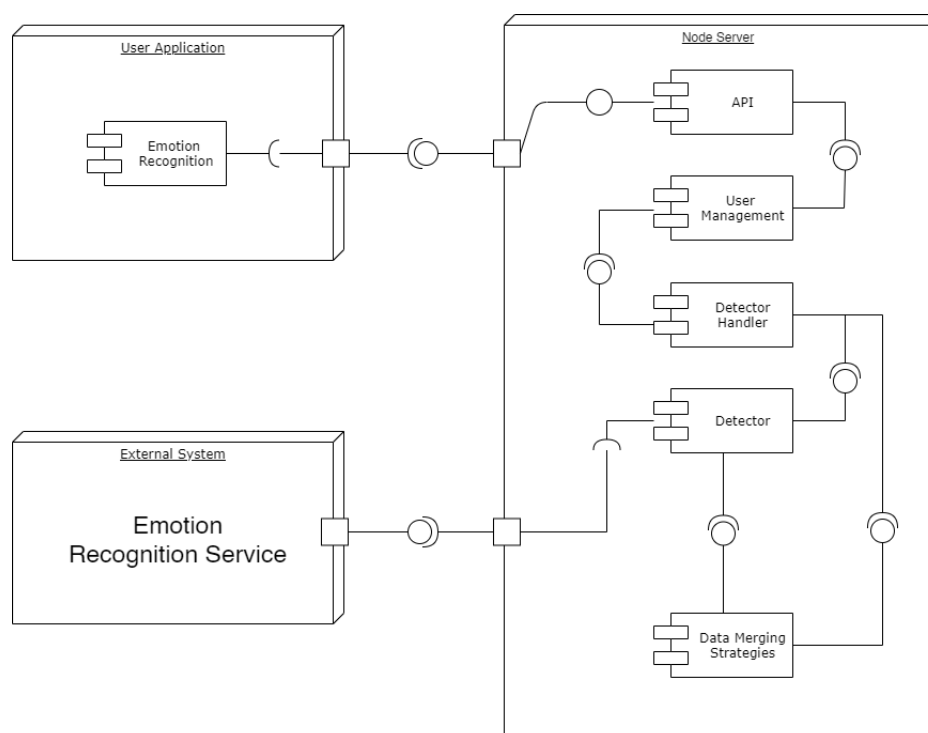 User Application
Emotion
Recognition
Node Server
API
User
Management
Detector
Handler
Detector
Data Merging
Strategies
External System
Emotion
Recognition Service